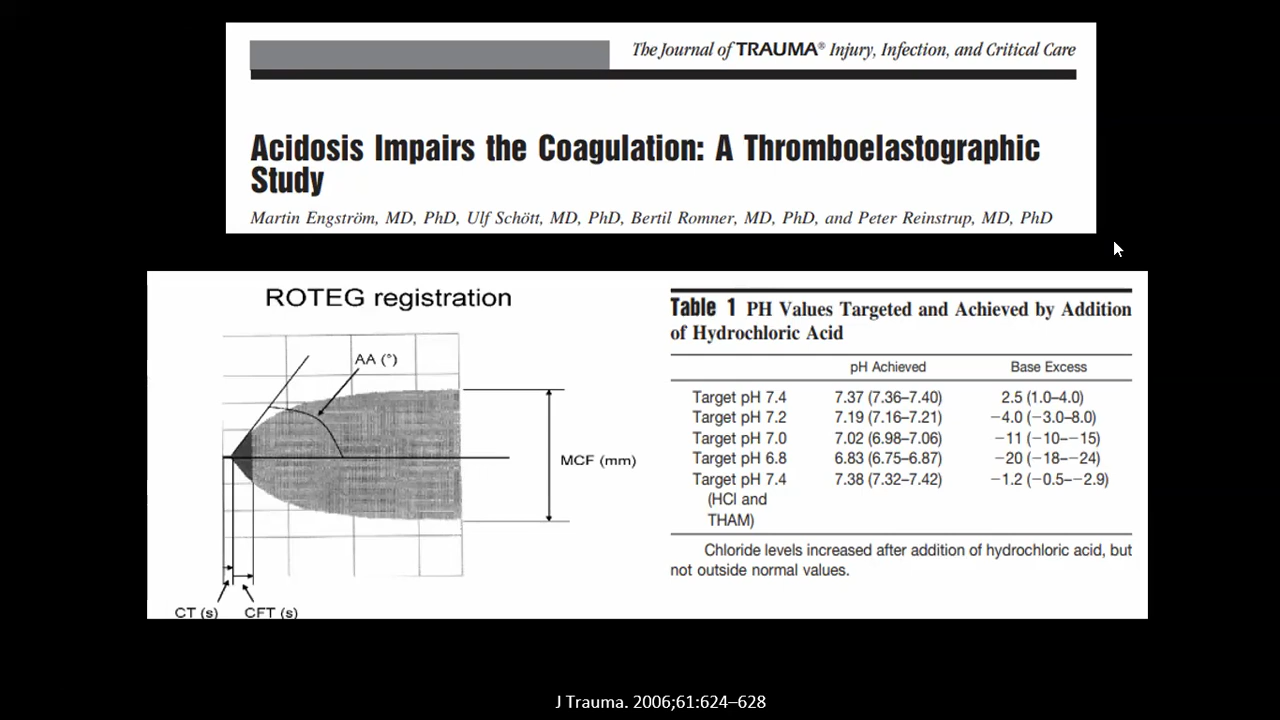 The Journal of TRAUMA® Injury, Infection, and Critical Care
Acidosis Impairs the Coagulation: A Thromboelastographic
Study
Martin Engström, MD, PhD, Ulf Schött, MD, PhD, Bertil Romner, MD, PhD, and Peter Reinstrup, MD, PhD
ROTEG registration
AA (°)
MCF (mm)
CT (s) CFT (s)
Table 1 PH Values Targeted and Achieved by Addition
of Hydrochloric Acid
pH Achieved Base Excess
Target pH 7.4 7.37 (7.36–7.40) 2.5 (1.0–4.0)
Target pH 7.2 7.19 (7.16–7.21) −4.0 (−3.0–8.0)
Target pH 7.0 7.02 (6.98–7.06) −11 (−10–−15)
Target pH 6.8 6.83 (6.75–6.87) −20 (−18–−24)
Target pH 7.4 7.38 (7.32–7.42) −1.2 (−0.5–−2.9)
(HCl and
THAM)
Chloride levels increased after addition of hydrochloric acid, but
not outside normal values.
J Trauma. 2006;61:624–628